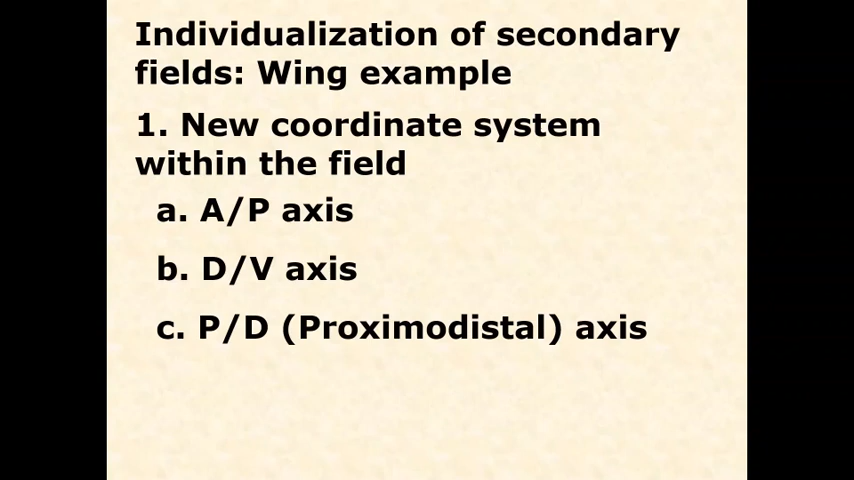 Individualization of secondary
fields: Wing example
1. New coordinate system
within the field
a. A/P axis
b. D/V axis
c. P/D (Proximodistal) axis